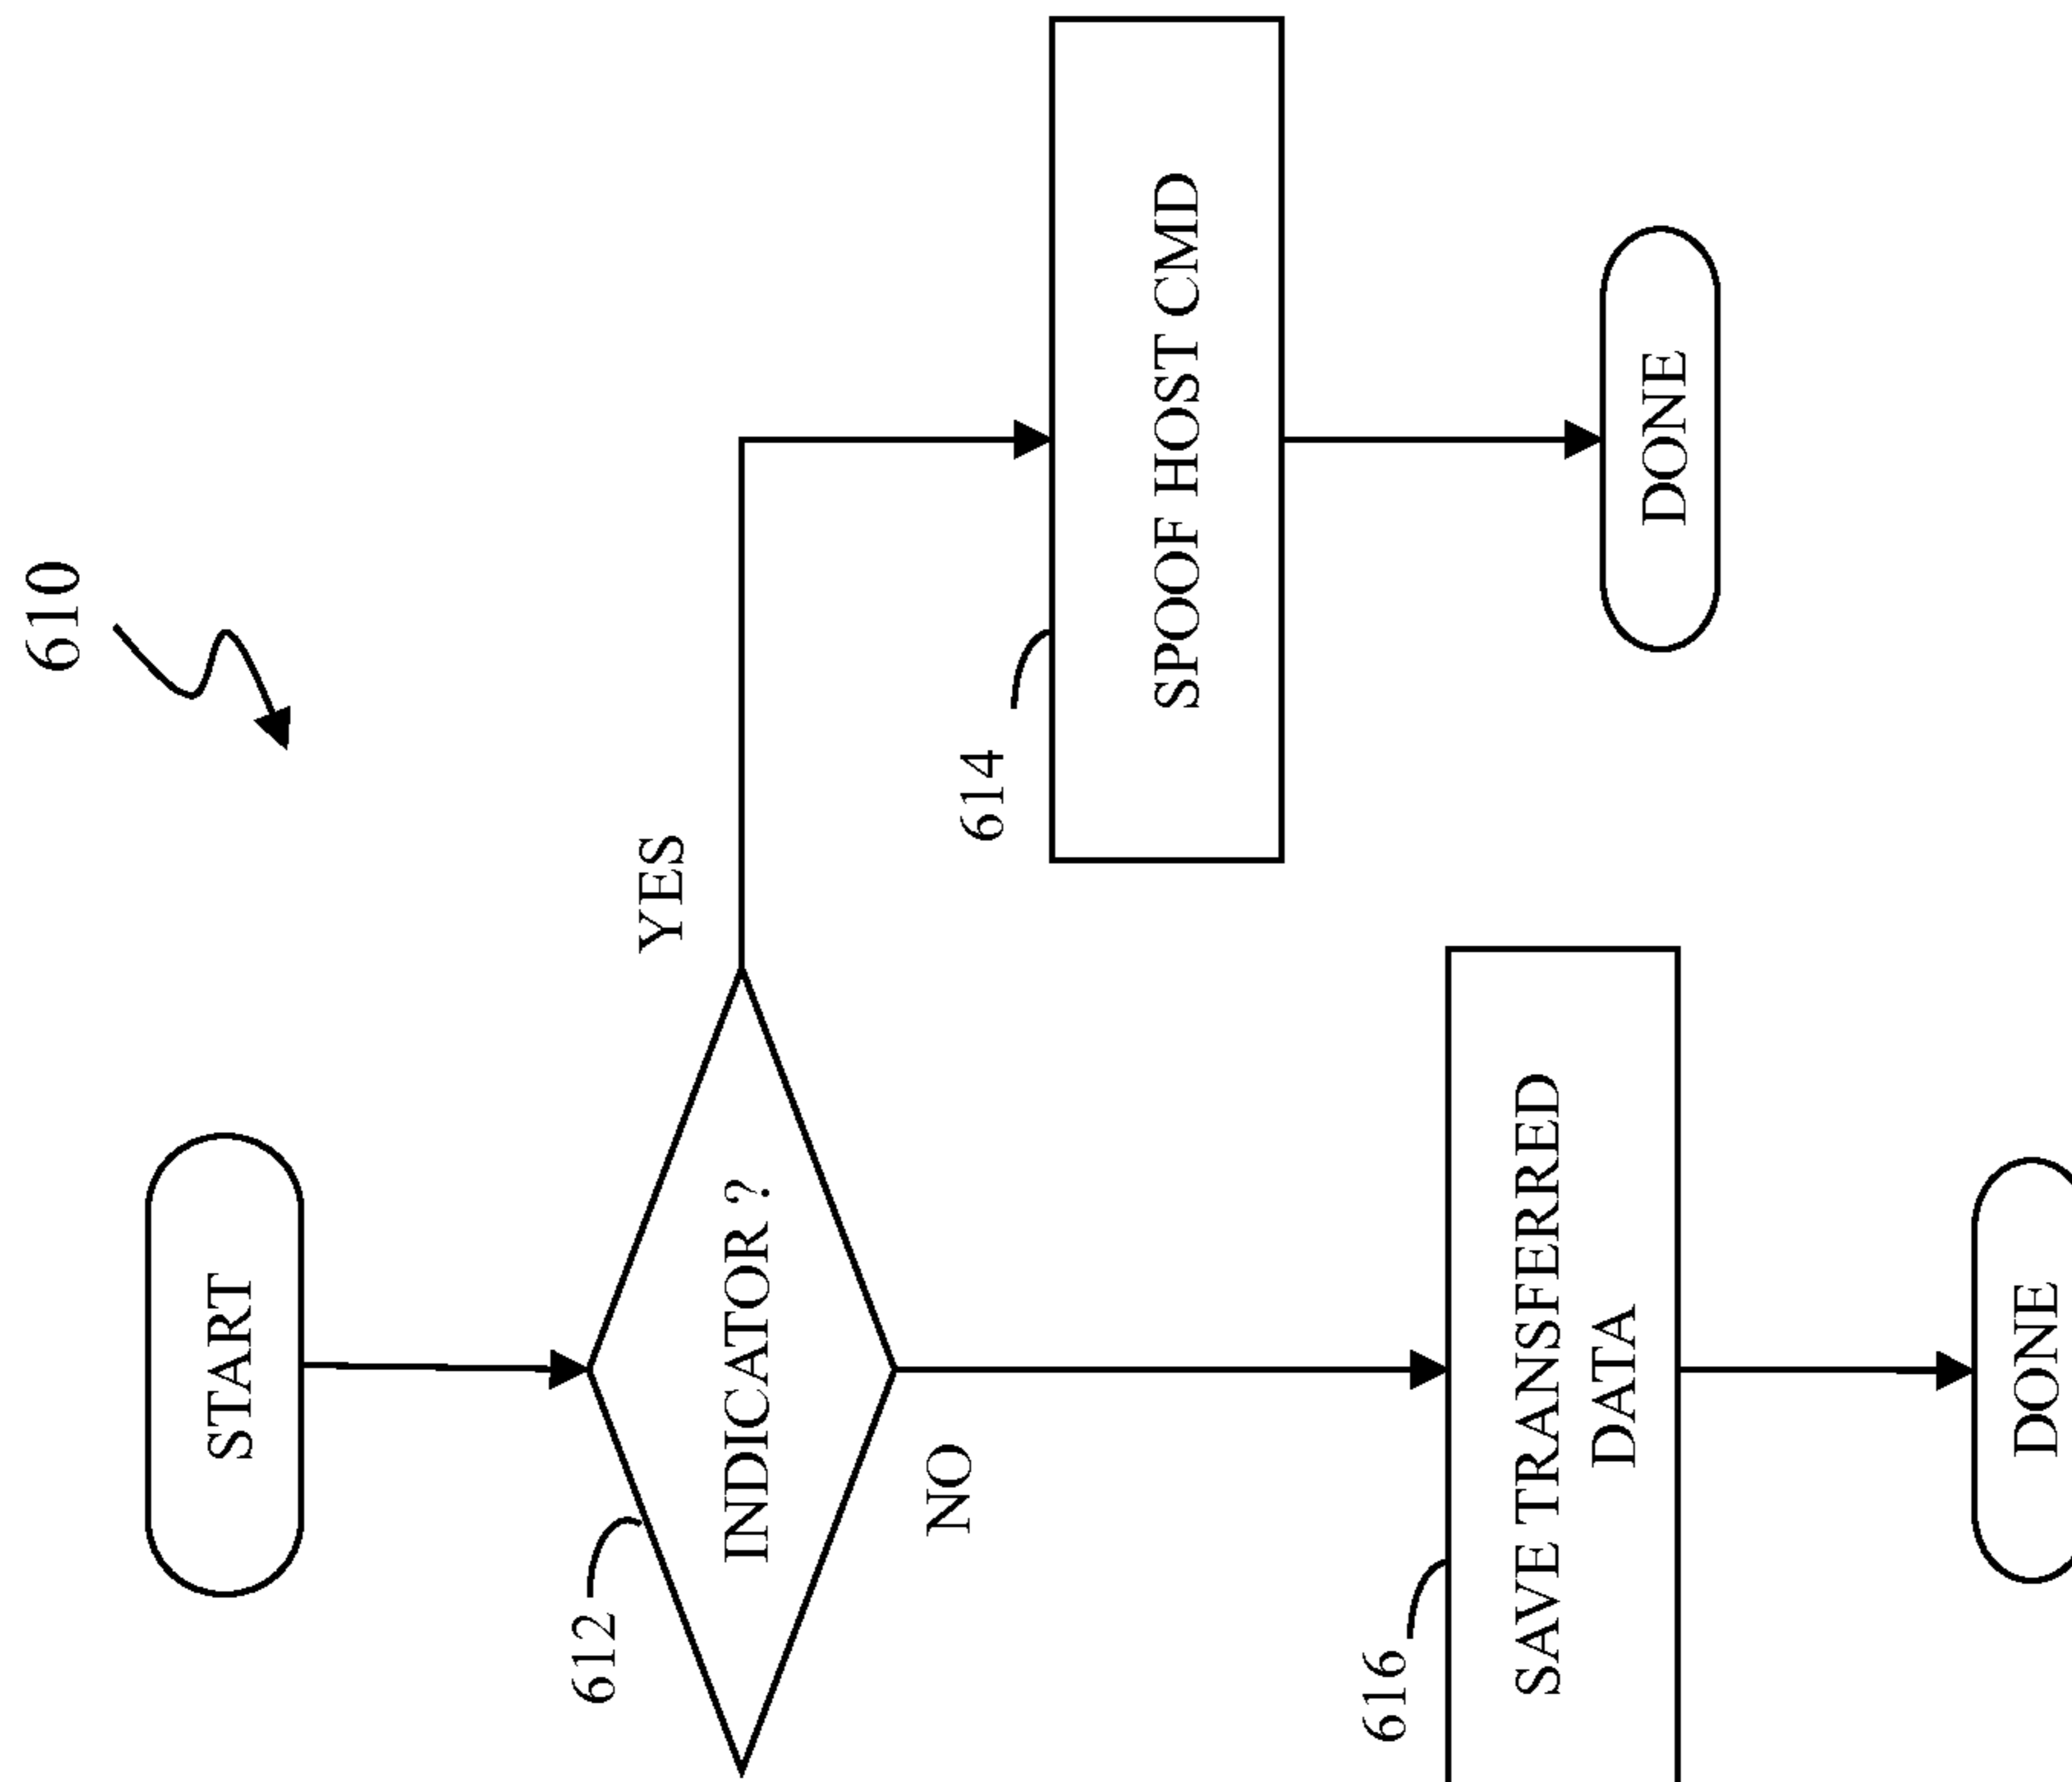 610
START
612
INDICATOR ?
YES
NO
614
SPOOF HOST CMD
DONE
616
SAVE TRANSFERRED
DATA
DONE